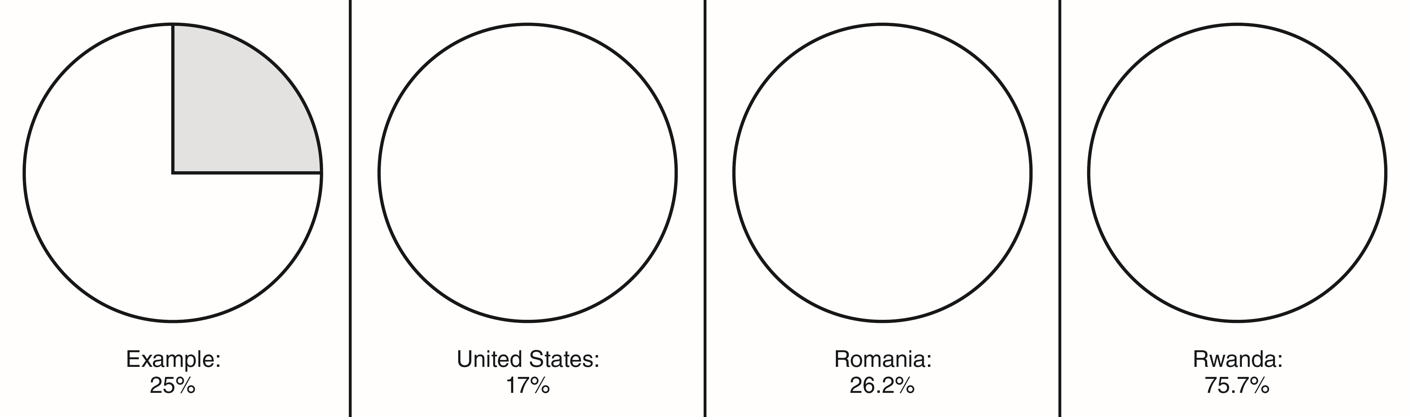 Example:
25%
United States:
17%
Romania:
26.2%
Rwanda:
75.7%